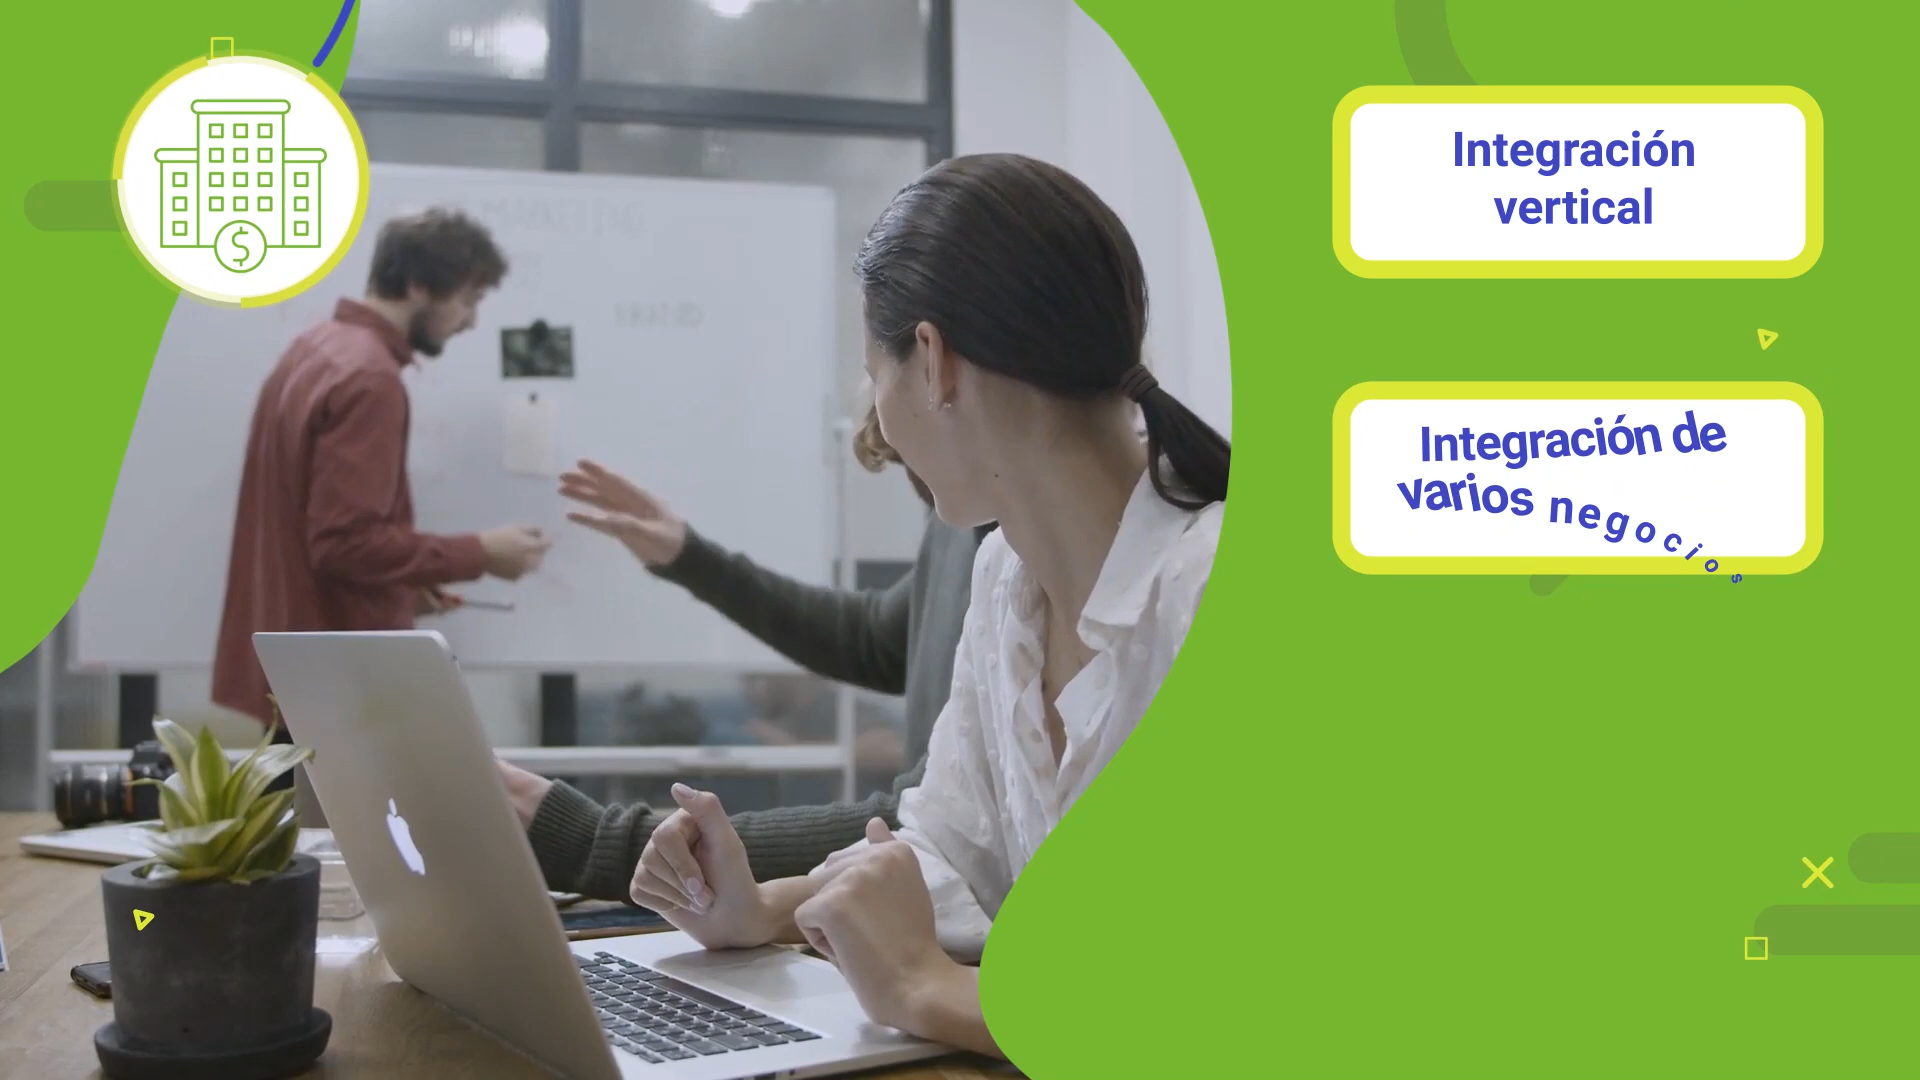 Integración
vertical
Integración de
varios negocios